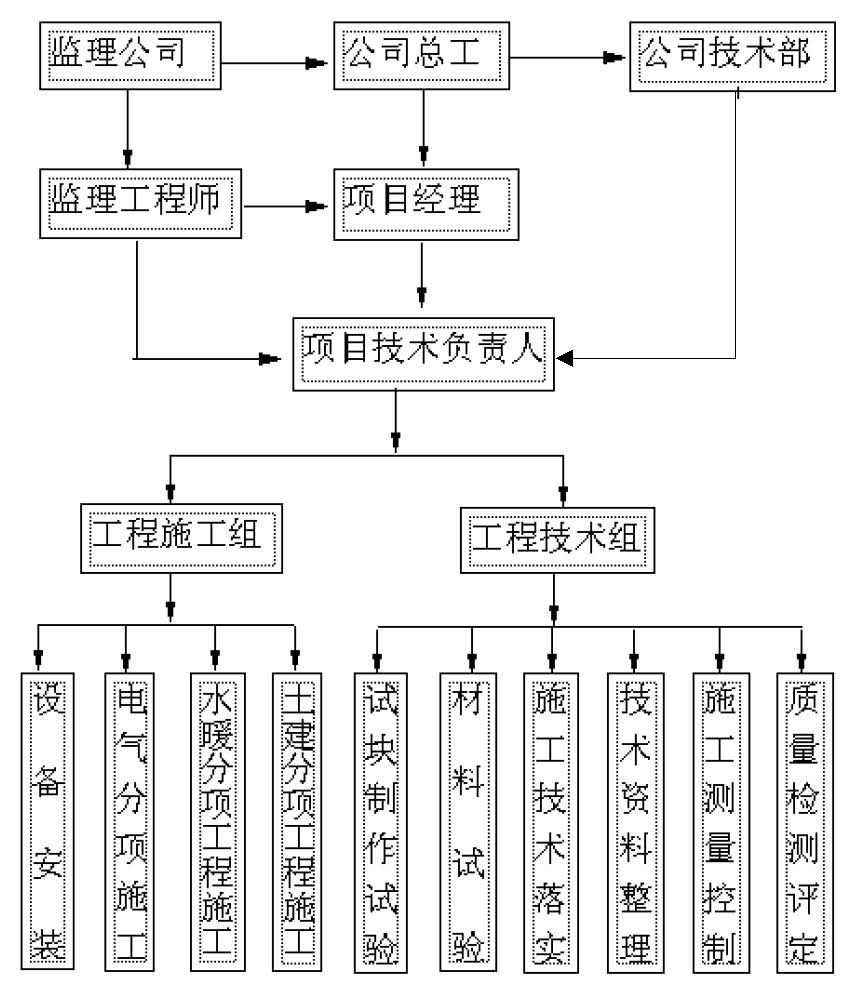 监理公司
公司总工
公司技术部
监理工程师
项目经理
项目技术负责人
工程施工组
工程技术组
设备安装
电气分项施工
水暖分项工程施工
土建分项工程施工
试块制作试验
材料试验
施工技术落实
技术资料整理
施工测量控制
质量检测评定